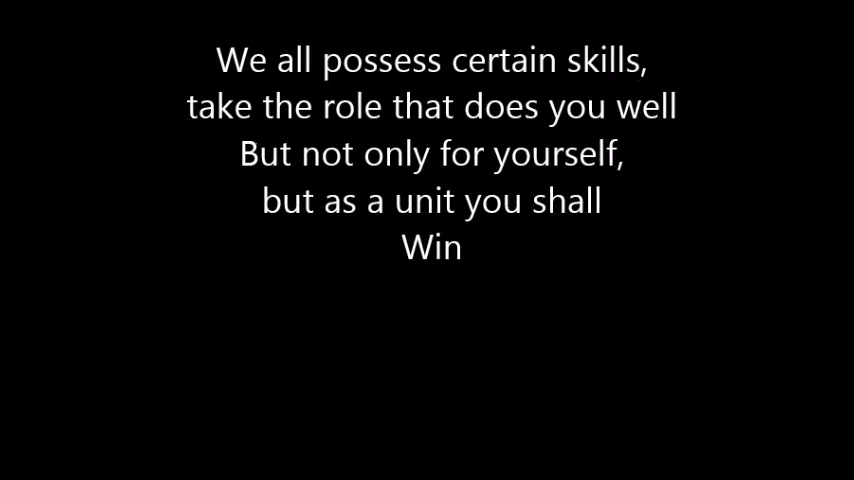 We all possess certain skills,
take the role that does you well
But not only for yourself,
but as a unit you shall
Win